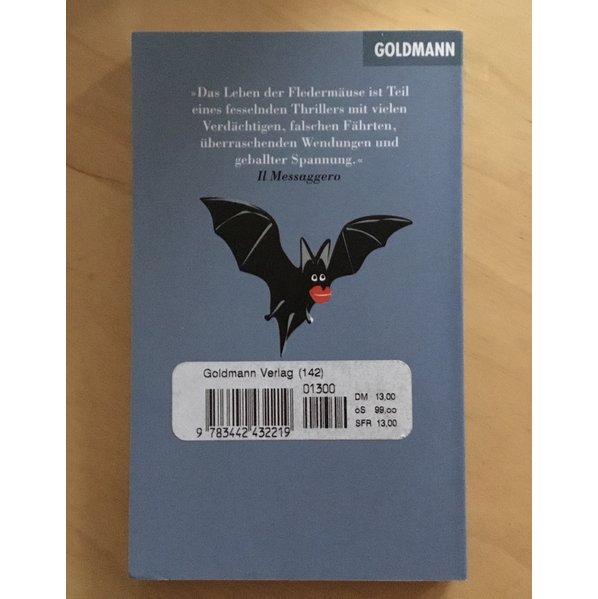 GOLDMANN
»Das Leben der Fledermäuse ist Teil
eines fesselnden Thrillers mit vielen
Verdächtigen, falschen Fährten,
überraschenden Wendungen und
geballter Spannung.«
Il Messaggero
Goldmann Verlag (142)
01300
DM 13,00
öS 99,00
SFR 13,00
9 783442 432219